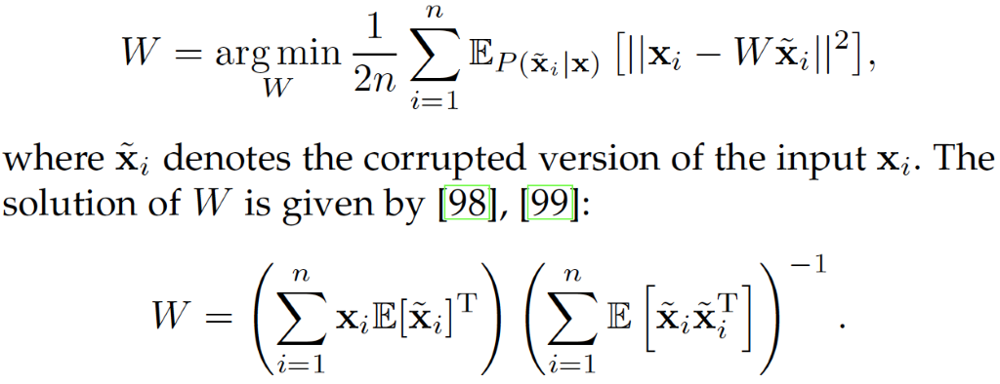 W = arg min_W \frac{1}{2n} \sum_{i=1}^{n} \mathbb{E}_{P(\tilde{\mathbf{x}}_i|\mathbf{x})} [||\mathbf{x}_i - W\tilde{\mathbf{x}}_i||^2],
where \tilde{\mathbf{x}}_i denotes the corrupted version of the input \mathbf{x}_i. The
solution of W is given by [98], [99]:
W = \left( \sum_{i=1}^{n} \mathbf{x}_i \mathbb{E}[\tilde{\mathbf{x}}_i]^{\mathrm{T}} \right) \left( \sum_{i=1}^{n} \mathbb{E} \left[ \tilde{\mathbf{x}}_i \tilde{\mathbf{x}}_i^{\mathrm{T}} \right] \right)^{-1}.